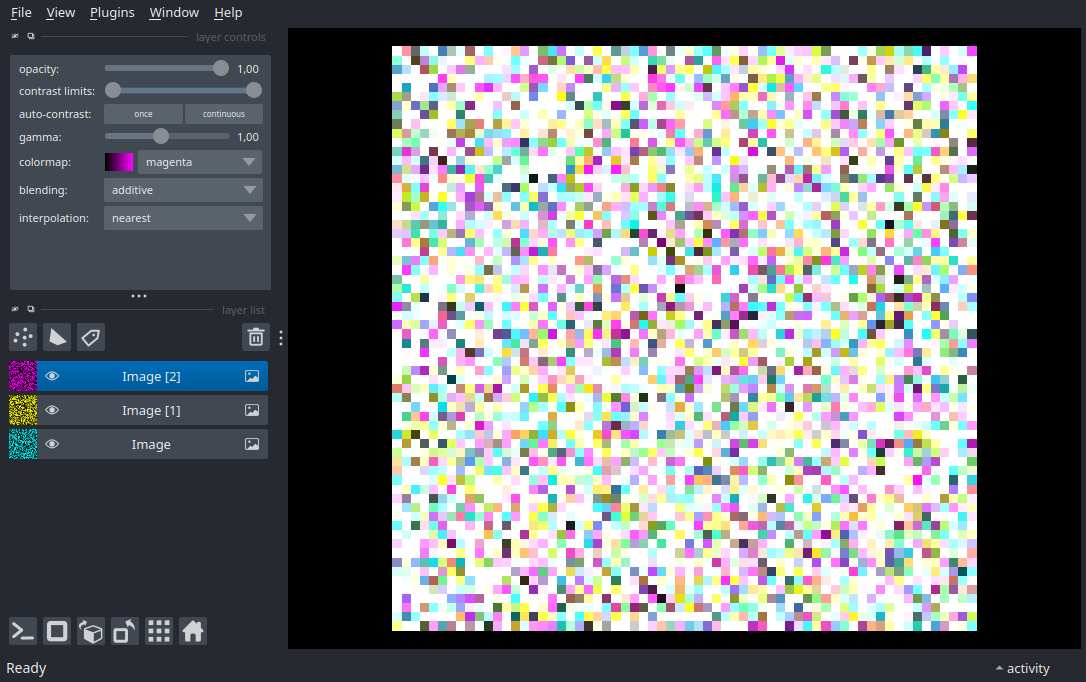 File View Plugins Window Help
layer controls
opacity: 1,00
contrast limits:
auto-contrast: once continuous
gamma: 1,00
colormap: magenta
blending: additive
interpolation: nearest
layer list
Image [2]
Image [1]
Image
Ready
activity